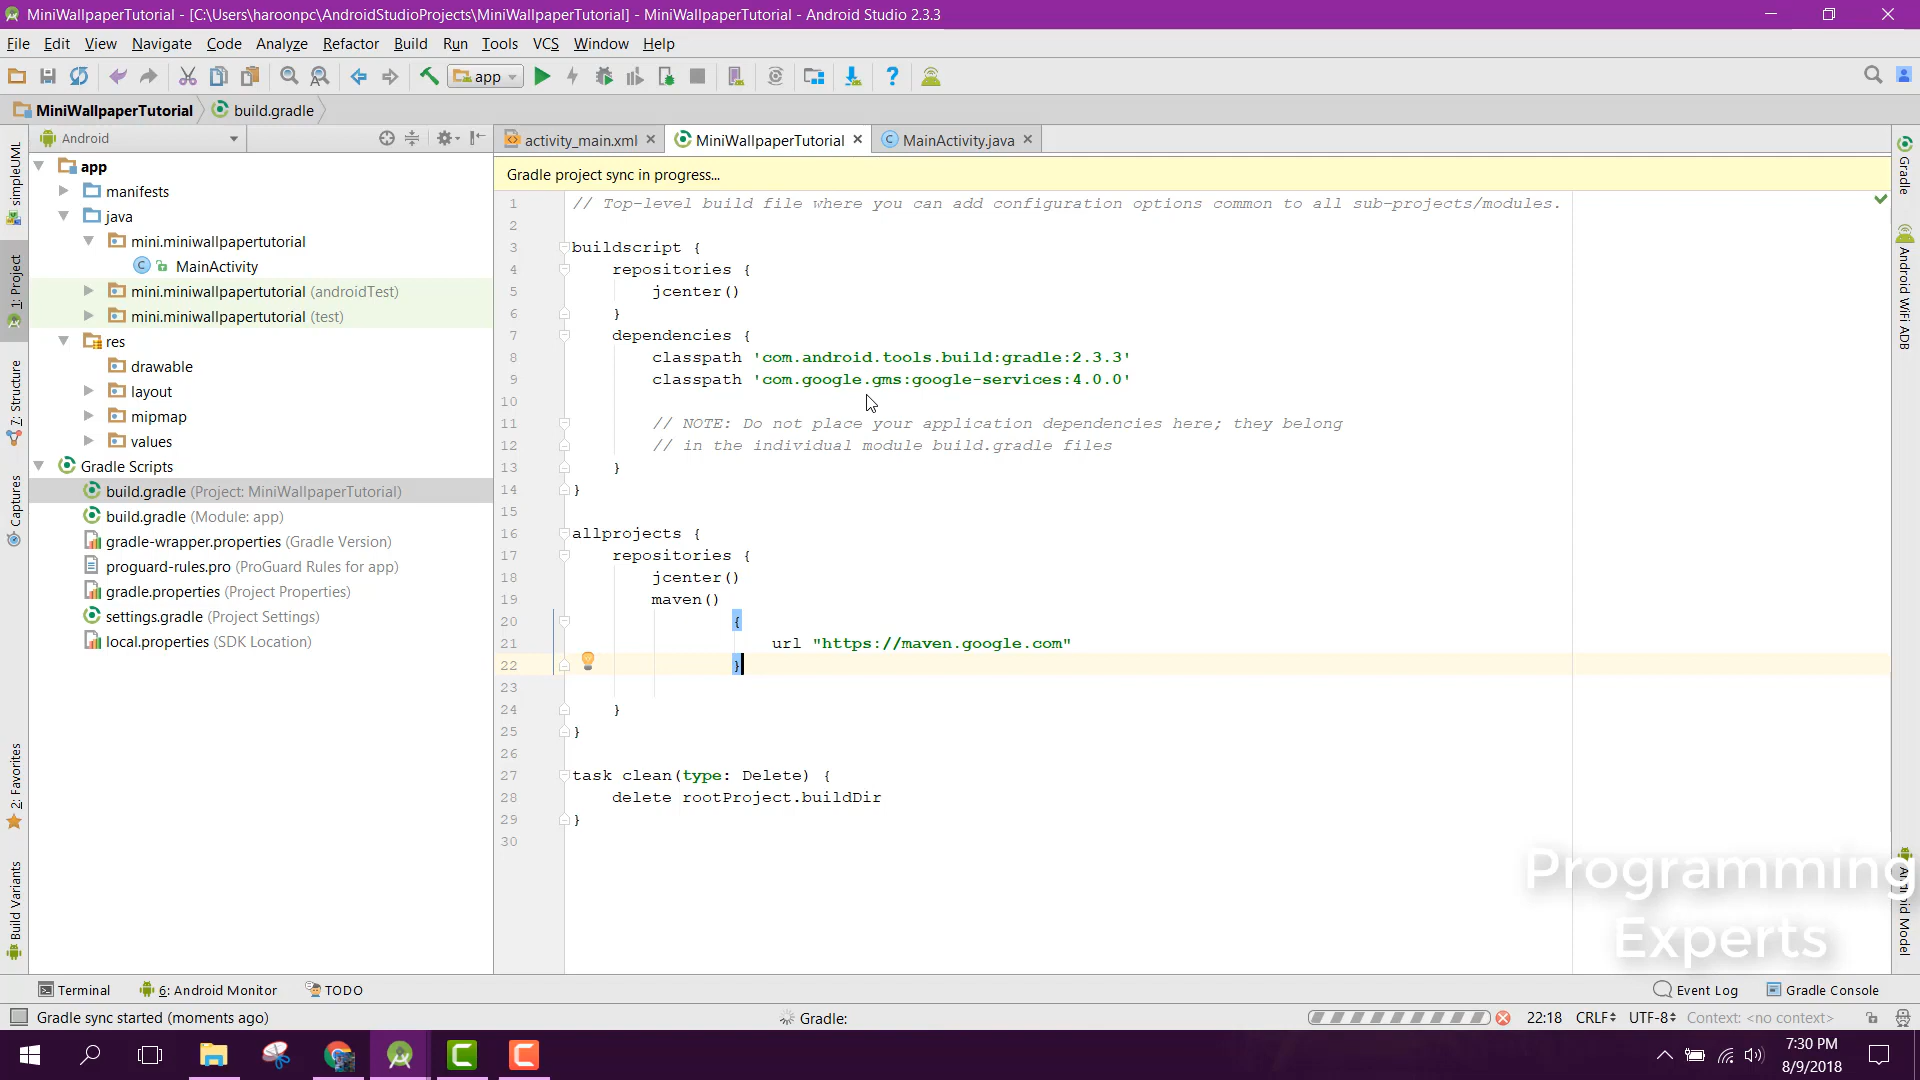 MiniWallpaperTutorial - [C:\Users\haroonpc\AndroidStudioProjects\MiniWallpaperTutorial] - MiniWallpaperTutorial - Android Studio 2.3.3
File Edit View Navigate Code Analyze Refactor Build Run Tools VCS Window Help
app
MiniWallpaperTutorial build.gradle
Android
activity_main.xml MiniWallpaperTutorial MainActivity.java
Gradle project sync in progress...
app
manifests
java
mini.miniwallpapertutorial
MainActivity
mini.miniwallpapertutorial (androidTest)
mini.miniwallpapertutorial (test)
res
drawable
layout
mipmap
values
Gradle Scripts
build.gradle (Project: MiniWallpaperTutorial)
build.gradle (Module: app)
gradle-wrapper.properties (Gradle Version)
proguard-rules.pro (ProGuard Rules for app)
gradle.properties (Project Properties)
settings.gradle (Project Settings)
local.properties (SDK Location)
simpleUML
1: Project
7: Structure
Captures
2: Favorites
Build Variants
1 // Top-level build file where you can add configuration options common to all sub-projects/modules.
2
3 buildscript {
4 repositories {
5 jcenter()
6 }
7 dependencies {
8 classpath 'com.android.tools.build:gradle:2.3.3'
9 classpath 'com.google.gms:google-services:4.0.0'
10
11 // NOTE: Do not place your application dependencies here; they belong
12 // in the individual module build.gradle files
13 }
14 }
15
16 allprojects {
17 repositories {
18 jcenter()
19 maven()
20 {
21 url "https://maven.google.com"
22 }
23
24 }
25 }
26
27 task clean(type: Delete) {
28 delete rootProject.buildDir
29 }
30
Gradle
Android WiFi ADB
Android Model
Programming
Experts
Terminal 6: Android Monitor TODO Event Log Gradle Console
Gradle sync started (moments ago) Gradle: 22:18 CRLF UTF-8 Context: <no context>
7:30 PM
8/9/2018